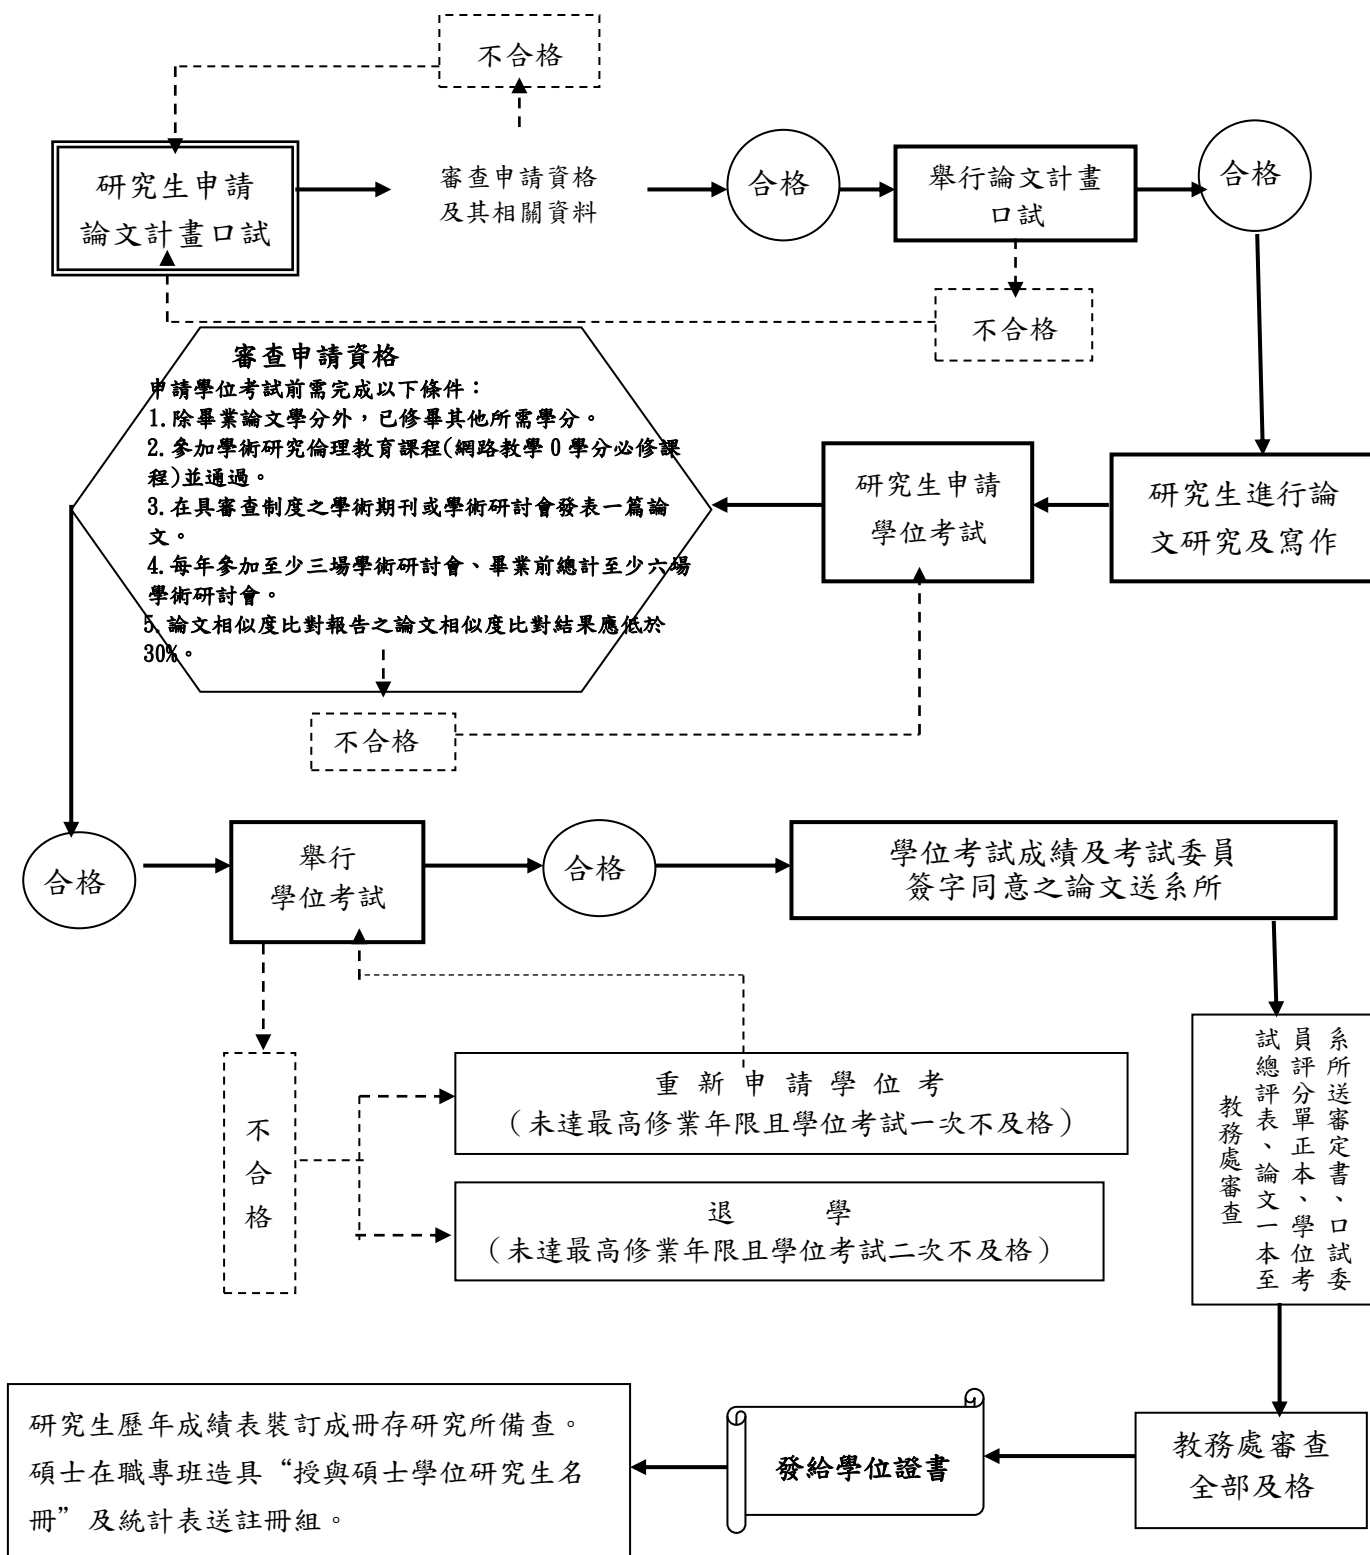 不合格
研究生申請
論文計畫口試
審查申請資格
及其相關資料
合格
舉行論文計畫
口試
合格
不合格
審查申請資格
申請學位考試前需完成以下條件：
1.除畢業論文學分外，已修畢其他所需學分。
2.參加學術研究倫理教育課程(網路教學0學分必修課
程)並通過。
3.在具審查制度之學術期刊或學術研討會發表一篇論
文。
4.每年參加至少三場學術研討會、畢業前總計至少六場
學術研討會。
5.論文相似度比對報告之論文相似度比對結果應低於
30%。
研究生申請
學位考試
研究生進行論
文研究及寫作
不合格
合格
舉行
學位考試
合格
學位考試成績及考試委員
簽字同意之論文送系所
不
合
格
重新申請學位考
（未達最高修業年限且學位考試一次不及格）
退　　學
（未達最高修業年限且學位考試二次不及格）
系所送審定書、口試委
員評分單正本、學位考
試總評表、論文一本至
教務處審查
教務處審查
全部及格
發給學位證書
研究生歷年成績表裝訂成冊存研究所備查。
碩士在職專班造具“授與碩士學位研究生名
冊”及統計表送註冊組。